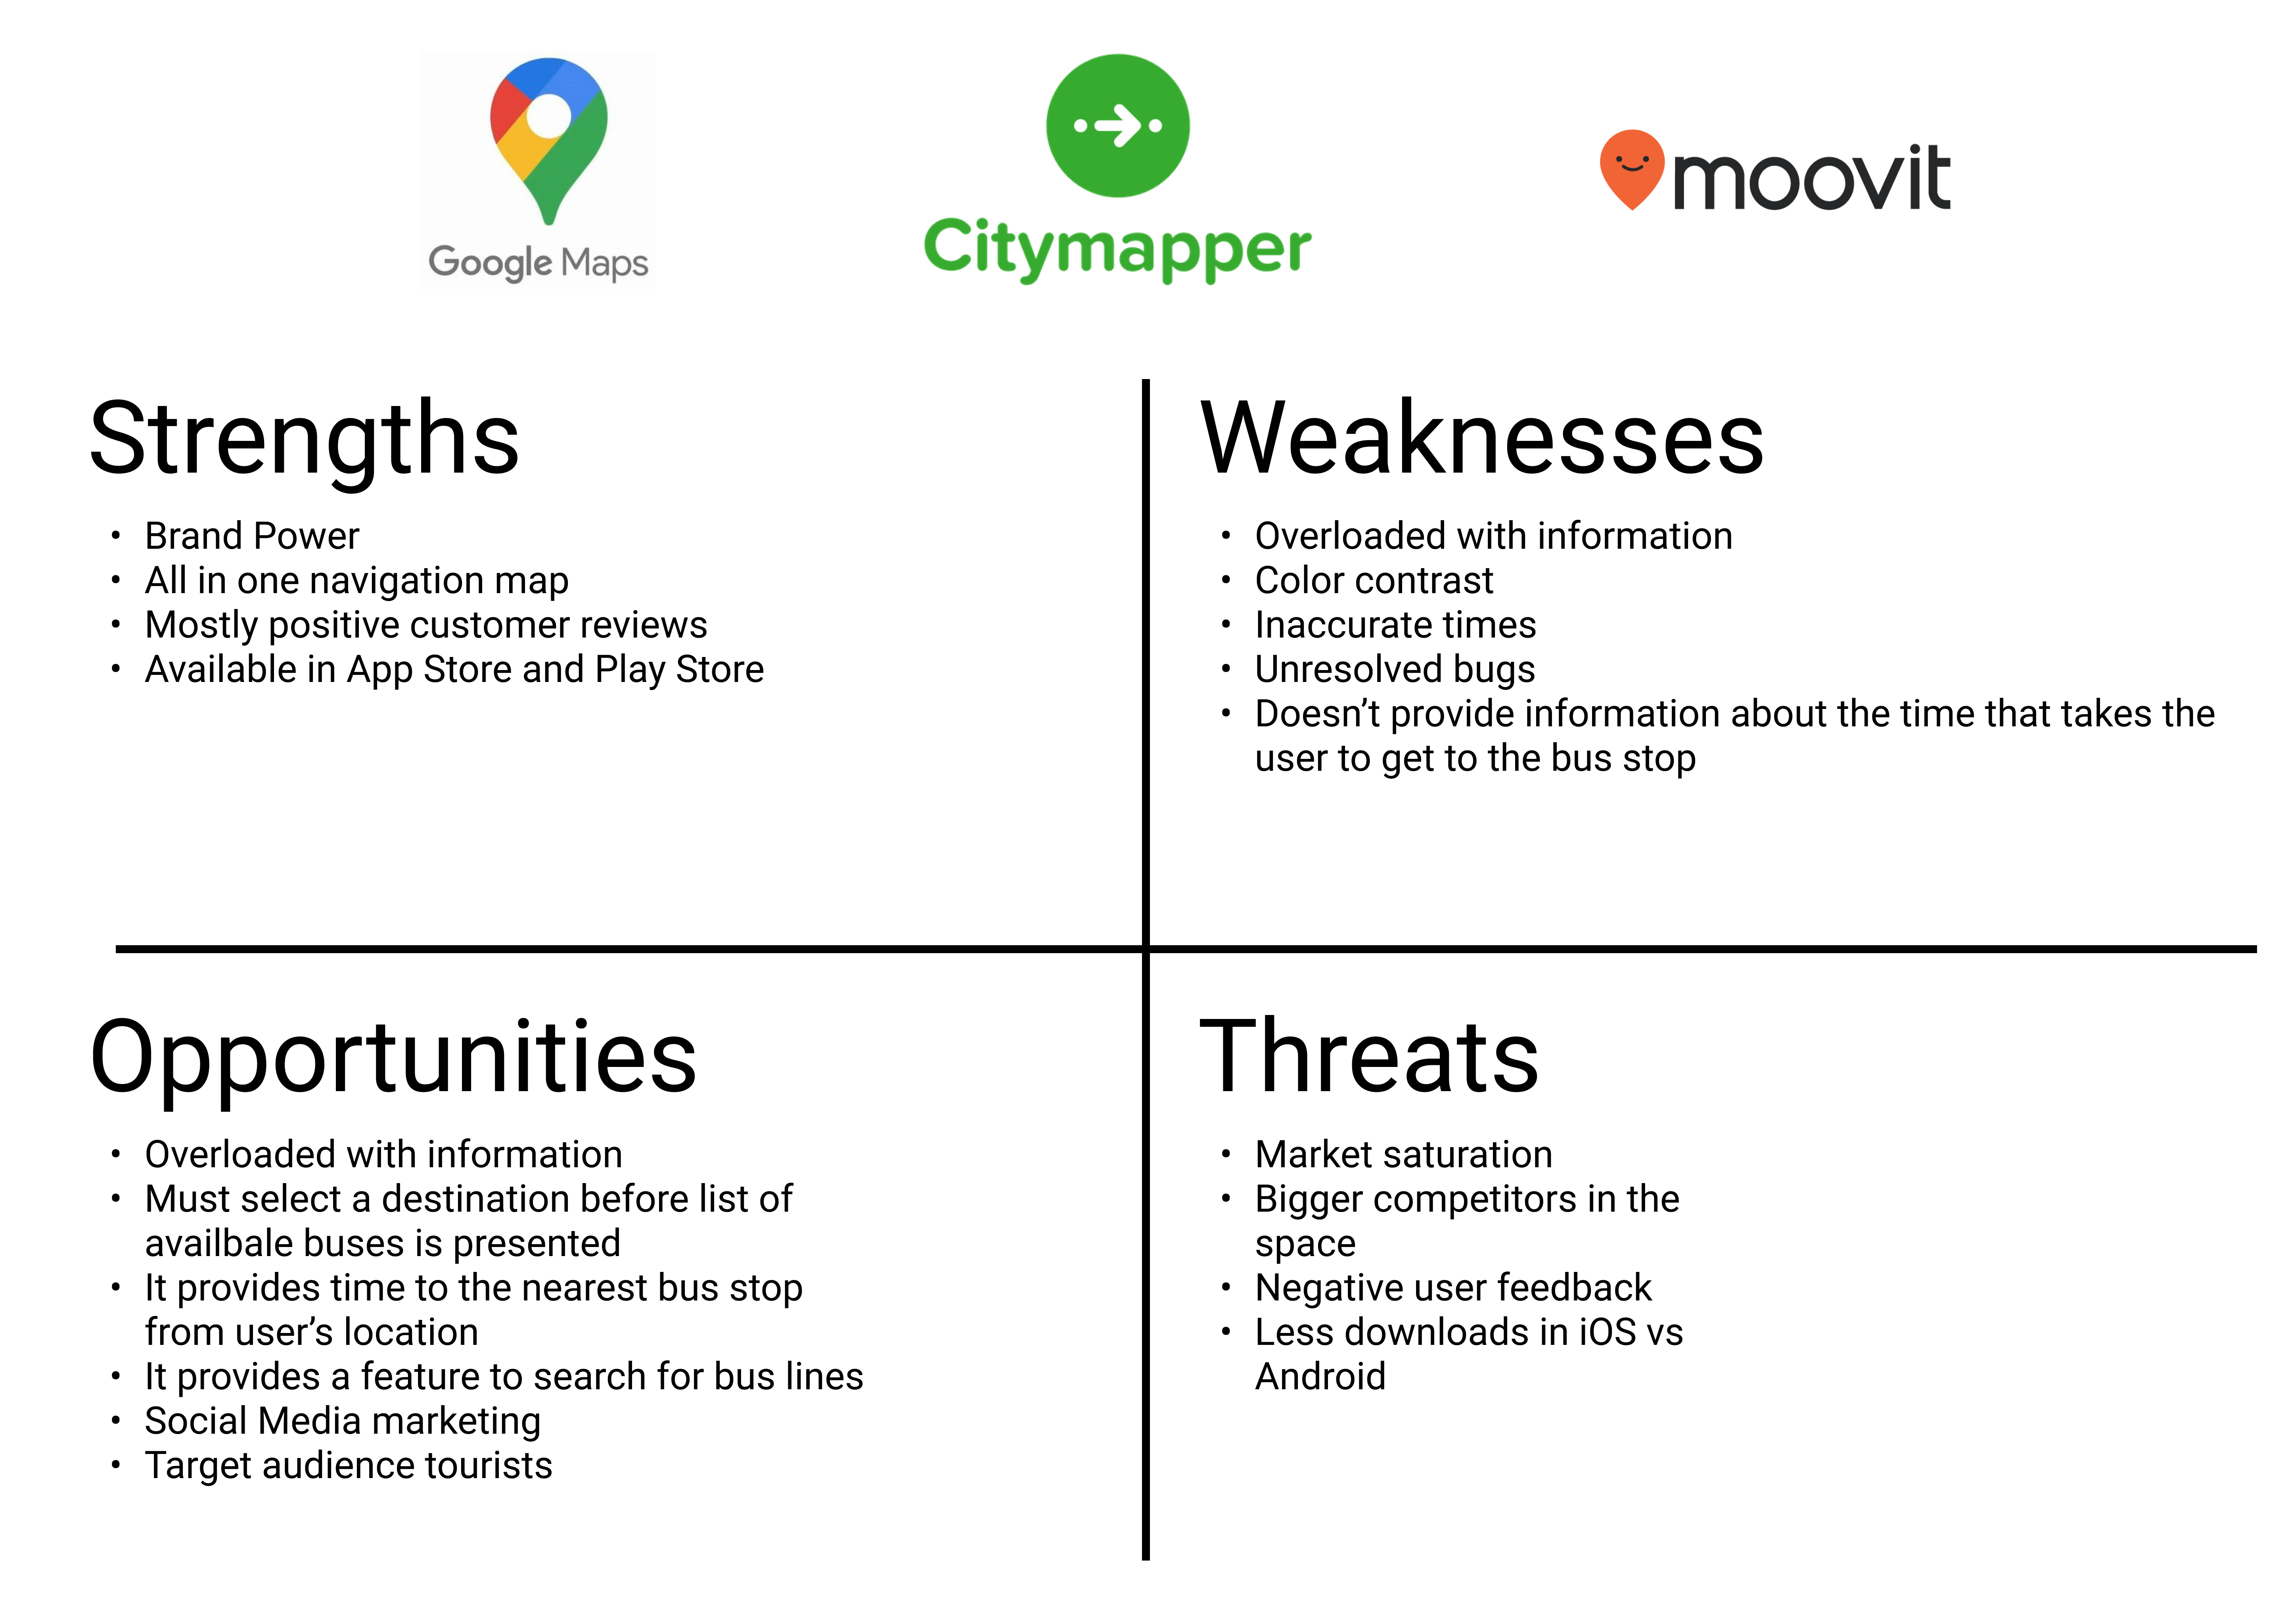 Google Maps
Citymapper
moovit
Strengths
• Brand Power
• All in one navigation map
• Mostly positive customer reviews
• Available in App Store and Play Store
Weaknesses
• Overloaded with information
• Color contrast
• Inaccurate times
• Unresolved bugs
• Doesn’t provide information about the time that takes the
user to get to the bus stop
Opportunities
• Overloaded with information
• Must select a destination before list of
availbale buses is presented
• It provides time to the nearest bus stop
from user’s location
• It provides a feature to search for bus lines
• Social Media marketing
• Target audience tourists
Threats
• Market saturation
• Bigger competitors in the
space
• Negative user feedback
• Less downloads in iOS vs
Android